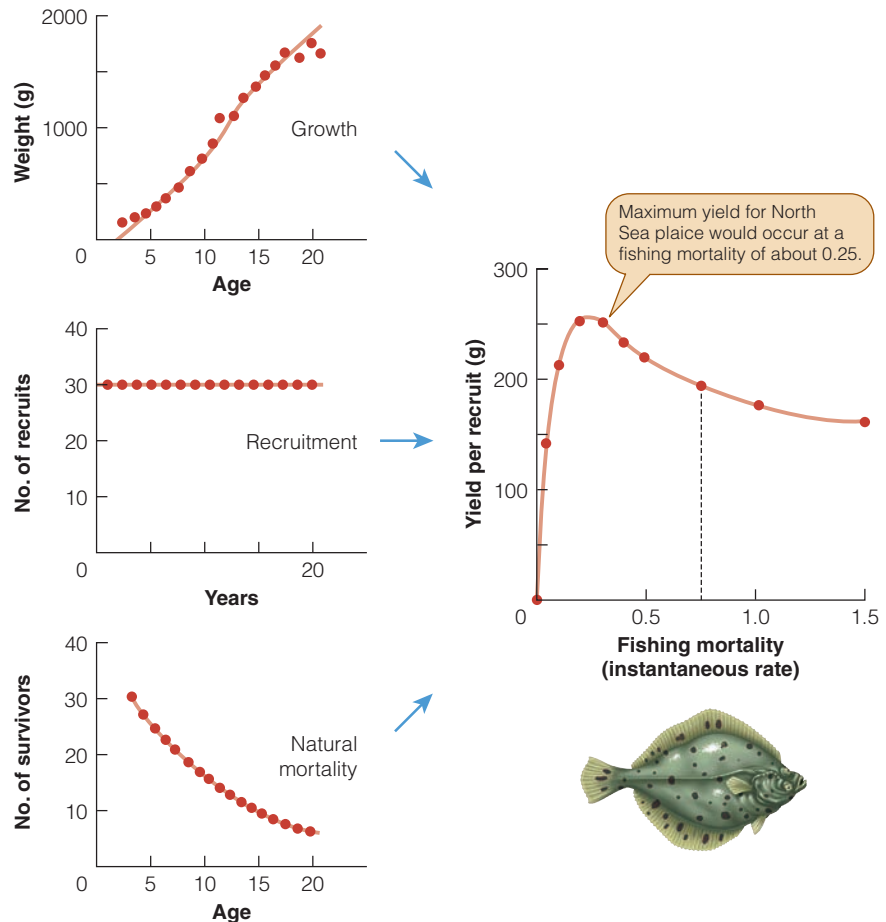 2000
1000
0
5
10
15
20
Weight (g)
Age
Growth
40
30
20
10
0
20
No. of recruits
Years
Recruitment
40
30
20
10
5
10
15
20
No. of survivors
Age
Natural
mortality
Maximum yield for North
Sea plaice would occur at a
fishing mortality of about 0.25.
300
200
100
0
0.5
1.0
1.5
Yield per recruit (g)
Fishing mortality
(instantaneous rate)